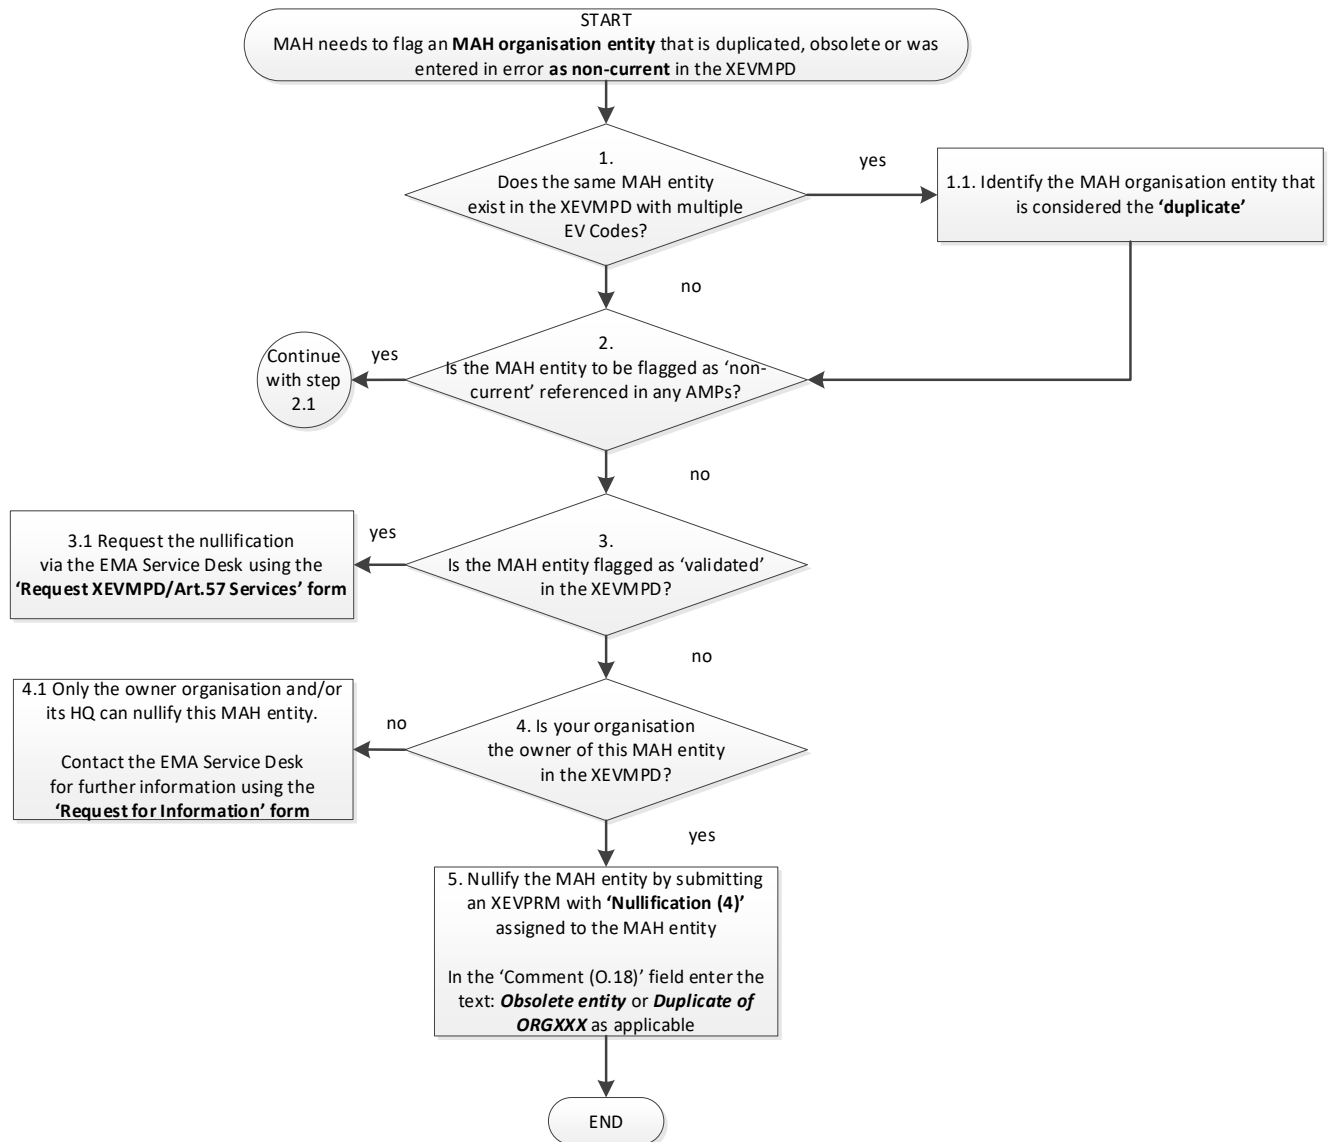 START
MAH needs to flag an MAH organisation entity that is duplicated, obsolete or was
entered in error as non-current in the XEVMPD
1.
Does the same MAH entity
exist in the XEVMPD with multiple
EV Codes?
yes
1.1. Identify the MAH organisation entity that
is considered the ‘duplicate’
no
2.
Is the MAH entity to be flagged as ‘non-
current’ referenced in any AMPs?
yes
Continue
with step
2.1
no
3.
Is the MAH entity flagged as ‘validated’
in the XEVMPD?
yes
3.1 Request the nullification
via the EMA Service Desk using the
‘Request XEVMPD/Art.57 Services’ form
no
4. Is your organisation
the owner of this MAH entity
in the XEVMPD?
no
4.1 Only the owner organisation and/or
its HQ can nullify this MAH entity.
Contact the EMA Service Desk
for further information using the
‘Request for Information’ form
yes
5. Nullify the MAH entity by submitting
an XEVPRM with ‘Nullification (4)’
assigned to the MAH entity
In the ‘Comment (O.18)’ field enter the
text: Obsolete entity or Duplicate of
ORGXXX as applicable
END